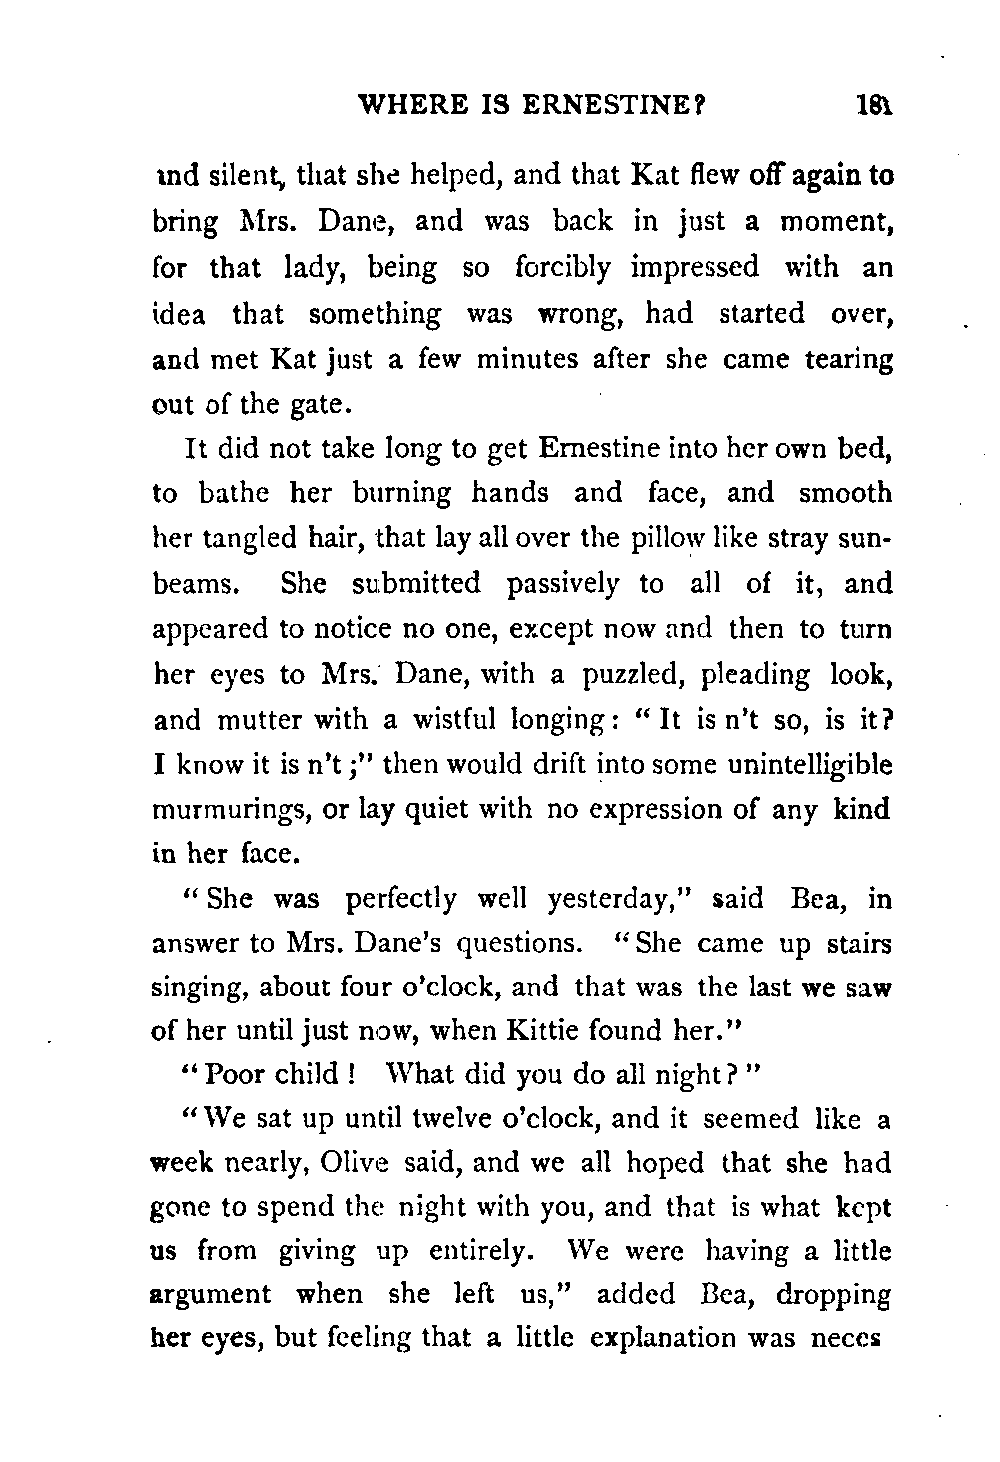 WHERE IS ERNESTINE? 181
and silent, that she helped, and that Kat flew off again to
bring Mrs. Dane, and was back in just a moment,
for that lady, being so forcibly impressed with an
idea that something was wrong, had started over,
and met Kat just a few minutes after she came tearing
out of the gate.
It did not take long to get Ernestine into her own bed,
to bathe her burning hands and face, and smooth
her tangled hair, that lay all over the pillow like stray sun-
beams. She submitted passively to all of it, and
appeared to notice no one, except now and then to turn
her eyes to Mrs. Dane, with a puzzled, pleading look,
and mutter with a wistful longing: "It is n't so, is it?
I know it is n't;" then would drift into some unintelligible
murmurings, or lay quiet with no expression of any kind
in her face.
"She was perfectly well yesterday," said Bea, in
answer to Mrs. Dane's questions. "She came up stairs
singing, about four o'clock, and that was the last we saw
of her until just now, when Kittie found her."
"Poor child! What did you do all night?"
"We sat up until twelve o'clock, and it seemed like a
week nearly, Olive said, and we all hoped that she had
gone to spend the night with you, and that is what kept
us from giving up entirely. We were having a little
argument when she left us," added Bea, dropping
her eyes, but feeling that a little explanation was neces